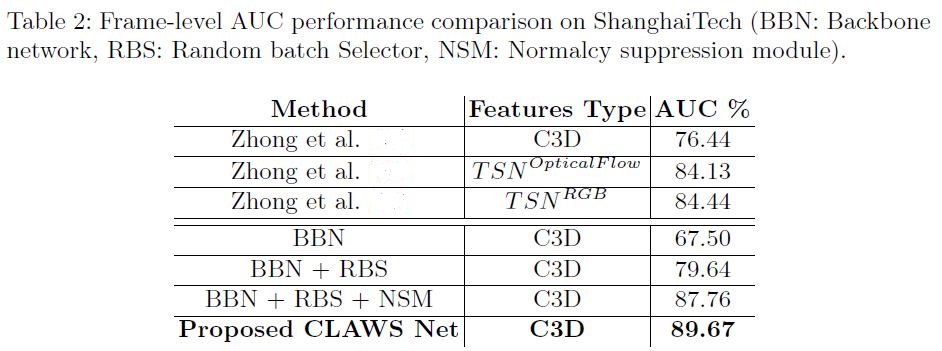 Table 2: Frame-level AUC performance comparison on ShanghaiTech (BBN: Backbone
network, RBS: Random batch Selector, NSM: Normalcy suppression module).
Method Features Type AUC %
Zhong et al. C3D 76.44
Zhong et al. TSN^OpticalFlow 84.13
Zhong et al. TSN^RGB 84.44
BBN C3D 67.50
BBN + RBS C3D 79.64
BBN + RBS + NSM C3D 87.76
Proposed CLAWS Net C3D 89.67